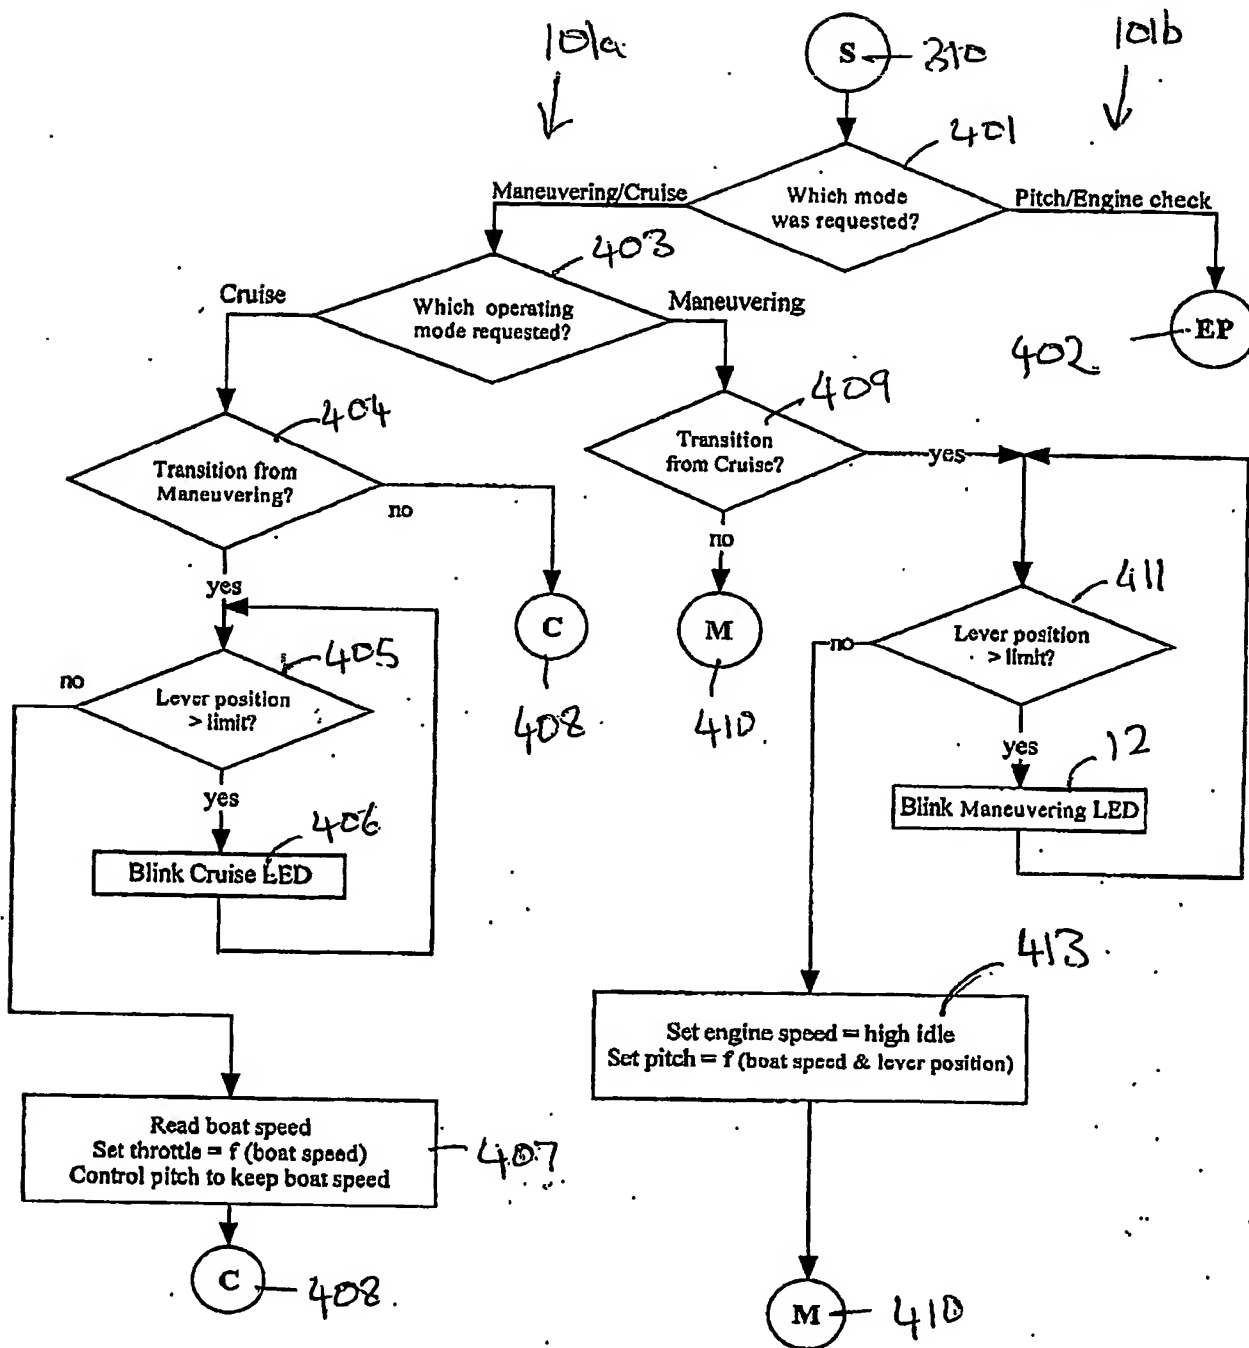 101a
S
310
101b
401
Maneuvering/Cruise
Which mode
was requested?
Pitch/Engine check
403
Cruise
Which operating
mode requested?
Maneuvering
EP
402
404
409
Transition from
Maneuvering?
no
Transition
from Cruise?
yes
no
yes
C
408
M
410
411
Lever position
> limit?
no
405
no
Lever position
> limit?
yes
12
Blink Maneuvering LED
yes
406
Blink Cruise LED
413
Set engine speed = high idle
Set pitch = f (boat speed & lever position)
Read boat speed
Set throttle = f (boat speed)
Control pitch to keep boat speed
407
C
408
M
410